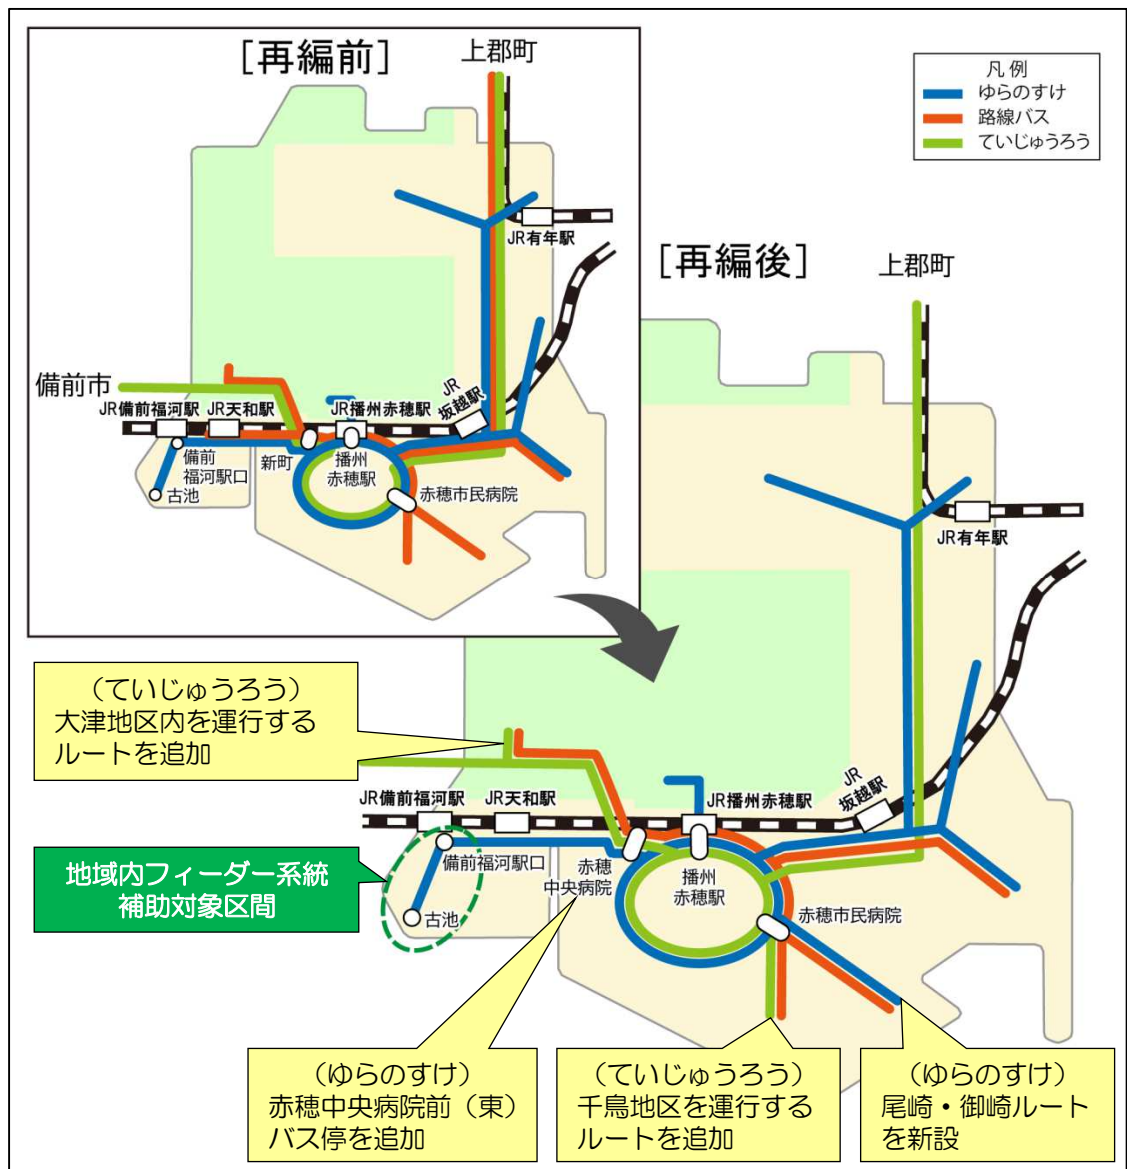 ［再編前］
上郡町
凡例
ゆらのすけ
路線バス
ていじゅうろう
JR有年駅
備前市
JR備前福河駅
JR天和駅
JR播州赤穂駅
JR
坂越駅
備前
福河駅口
古池
新町
播州
赤穂駅
赤穂市民病院
［再編後］
上郡町
JR有年駅
（ていじゅうろう）
大津地区内を運行する
ルートを追加
JR備前福河駅
JR天和駅
JR播州赤穂駅
JR
坂越駅
地域内フィーダー系統
補助対象区間
備前福河駅口
古池
赤穂
中央病院
播州
赤穂駅
赤穂市民病院
（ゆらのすけ）
赤穂中央病院前（東）
バス停を追加
（ていじゅうろう）
千鳥地区を運行する
ルートを追加
（ゆらのすけ）
尾崎・御崎ルート
を新設